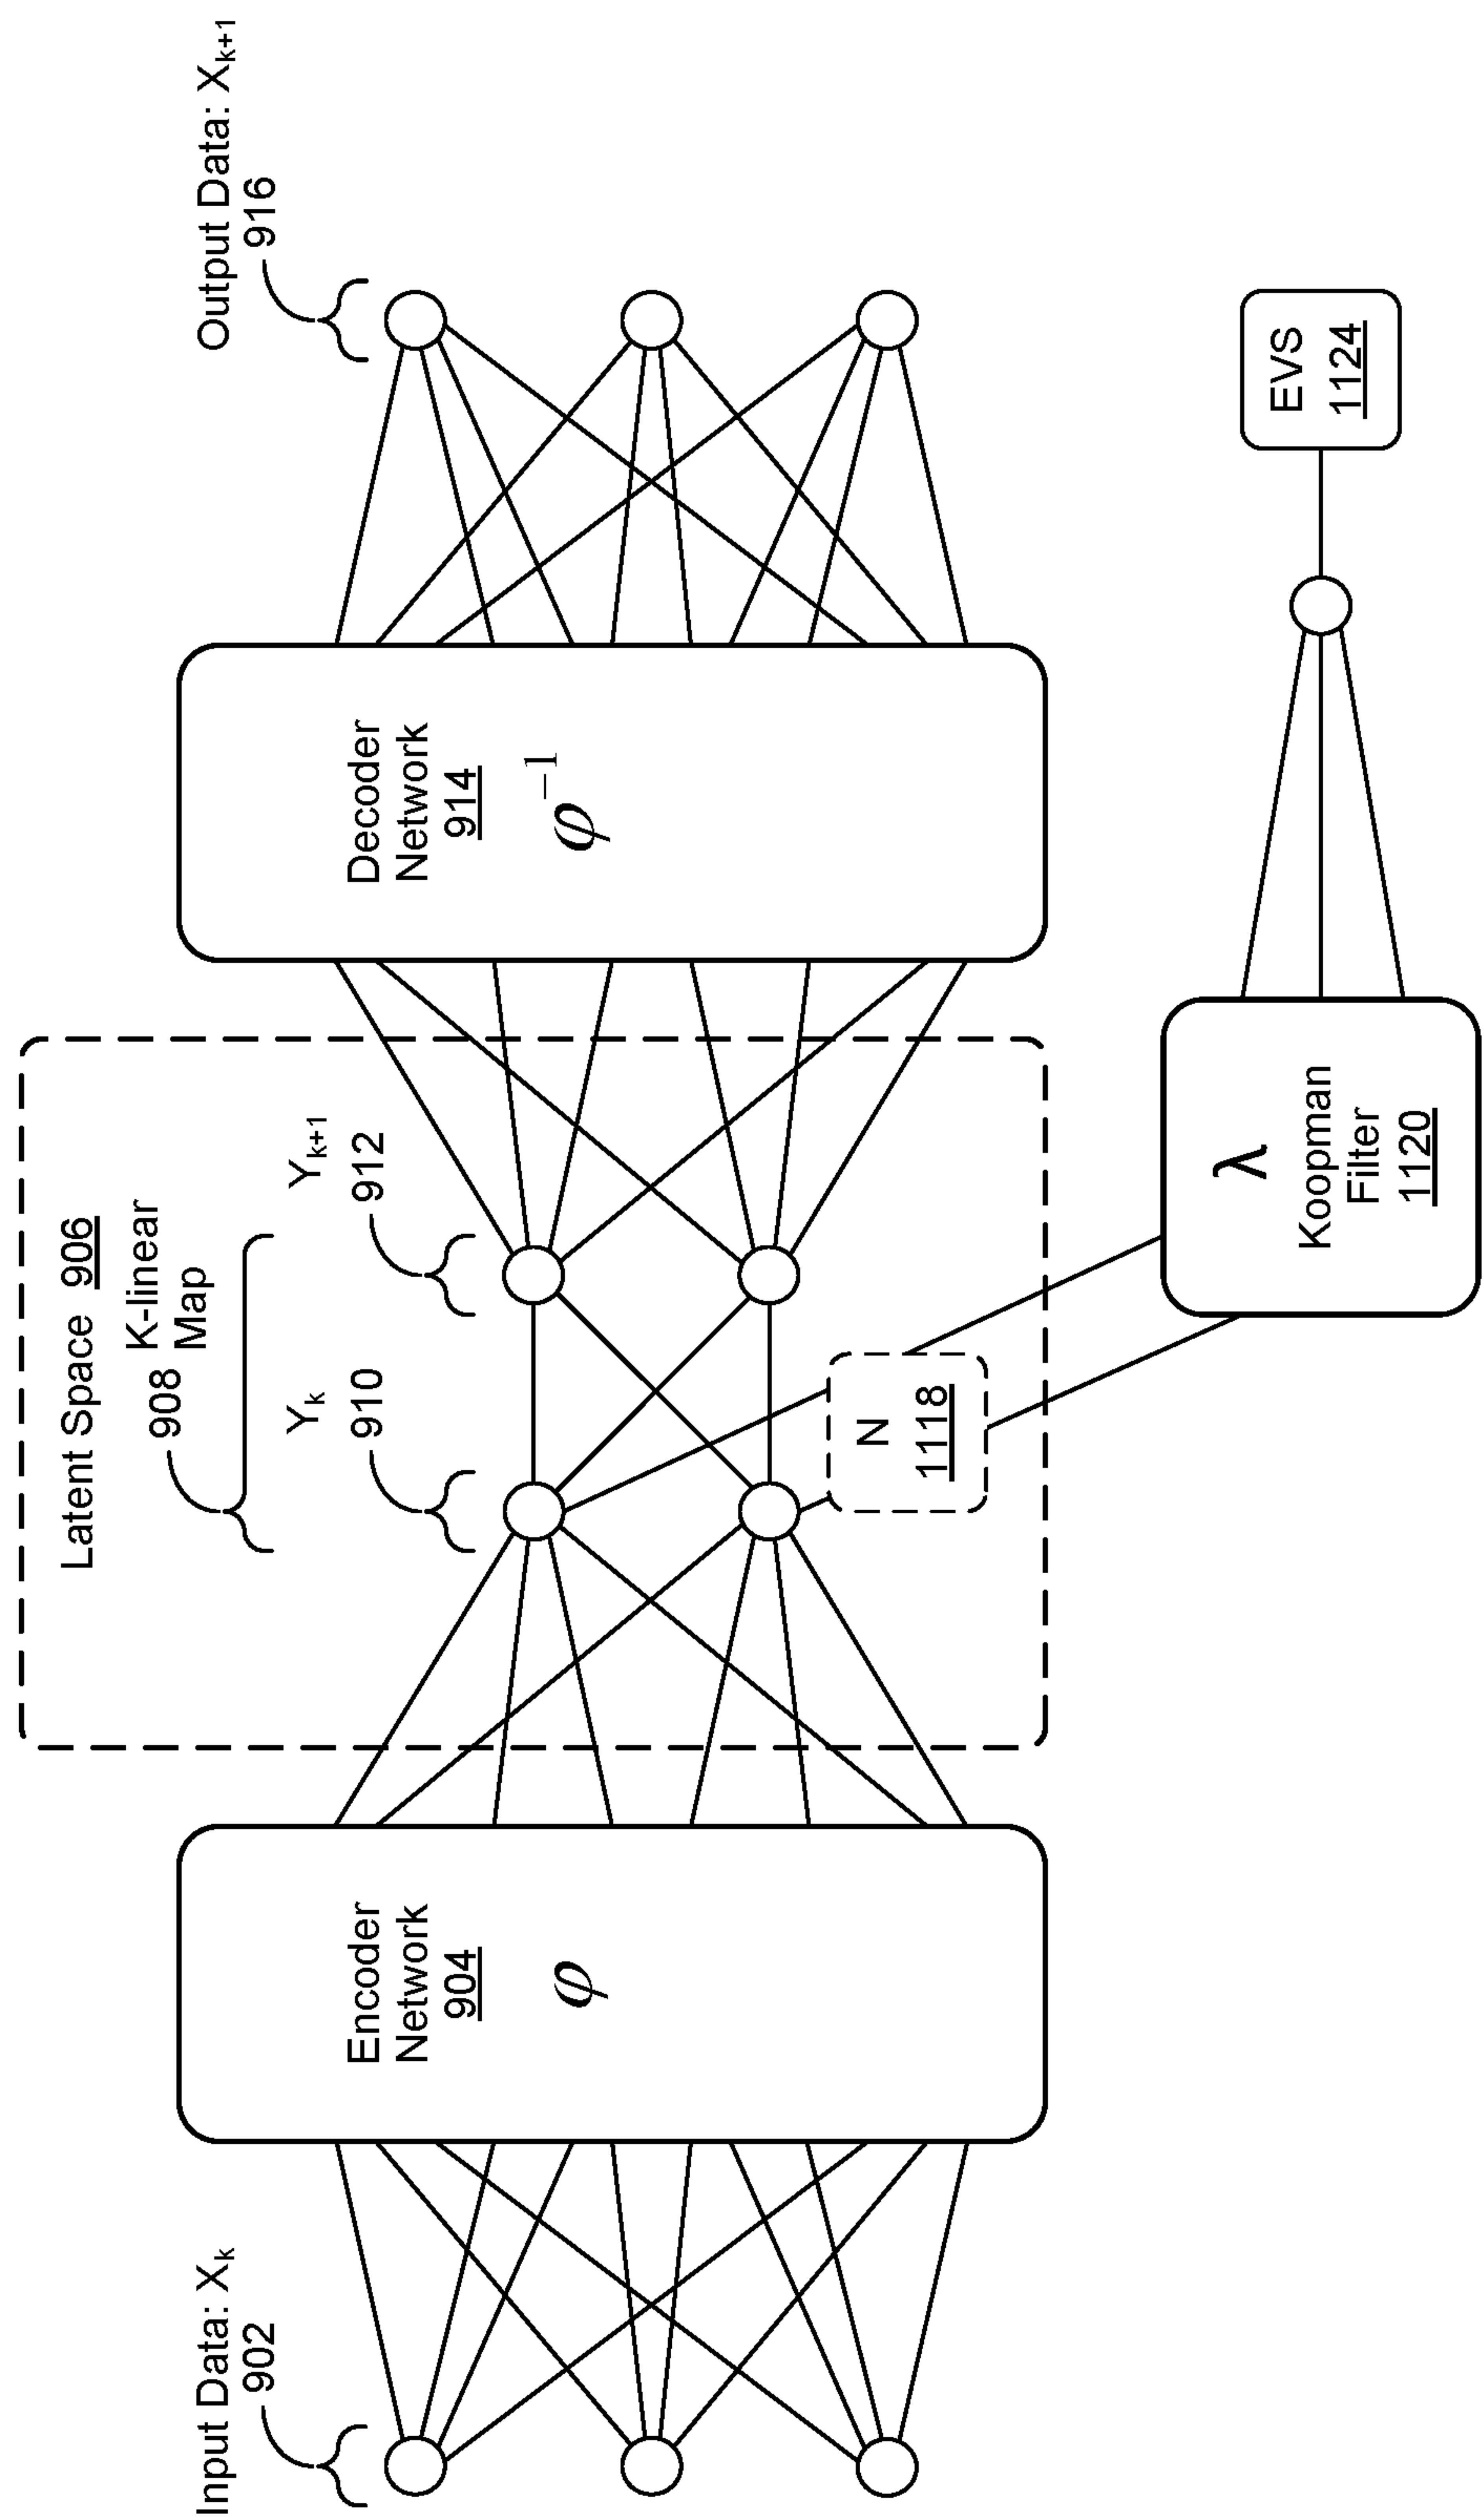 Input Data: Xk
902
Encoder
Network
904
φ
Latent Space 906
908 K-linear
Map
Yk
910
Yk+1
912
N
1118
Decoder
Network
914
φ−1
Output Data: Xk+1
916
λ
Koopman
Filter
1120
EVS
1124